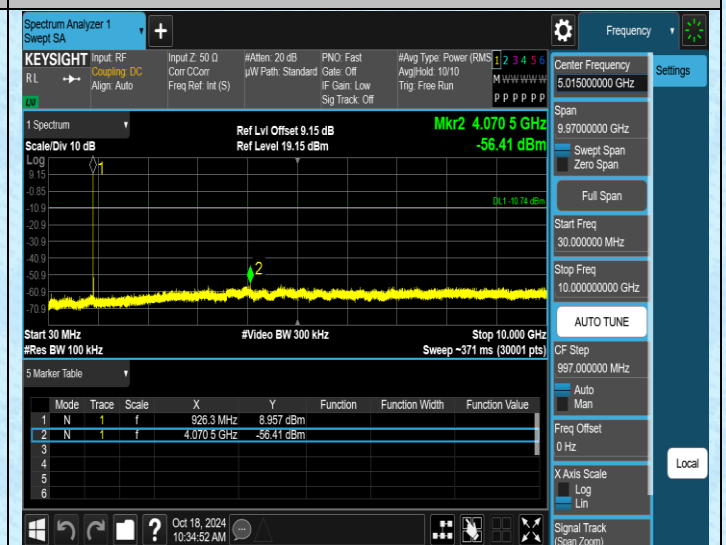 Spectrum Analyzer 1
Swept SA
+
Frequency
KEYSIGHT
RL
LXI
Input: RF
Coupling: DC
Align: Auto
Input Z: 50 Ω
Corr CCorr
Freq Ref: Int (S)
#Atten: 20 dB
µW Path: Standard
PNO: Fast
Gate: Off
IF Gain: Low
Sig Track: Off
#Avg Type: Power (RMS
Avg|Hold: 10/10
Trig: Free Run
1 2 3 4 5 6
M W W W W W
P P P P P P
1 Spectrum
Scale/Div 10 dB
Ref Lvl Offset 9.15 dB
Ref Level 19.15 dBm
Mkr2 4.070 5 GHz
-56.41 dBm
Log
9.15
-0.85
-10.9
-20.9
-30.9
-40.9
-50.9
-60.9
-70.9
1
2
DL1 -10.74 dBm
Start 30 MHz
#Res BW 100 kHz
#Video BW 300 kHz
Stop 10.000 GHz
Sweep ~371 ms (30001 pts)
5 Marker Table
Mode Trace Scale X Y Function Function Width Function Value
1 N 1 f 926.3 MHz 8.957 dBm
2 N 1 f 4.070 5 GHz -56.41 dBm
3
4
5
6
?
Oct 18, 2024
10:34:52 AM
Center Frequency
5.015000000 GHz
Settings
Span
9.97000000 GHz
Swept Span
Zero Span
Full Span
Start Freq
30.000000 MHz
Stop Freq
10.000000000 GHz
AUTO TUNE
CF Step
997.000000 MHz
Auto
Man
Freq Offset
0 Hz
X Axis Scale
Log
Lin
Local
Signal Track
(Span Zoom)